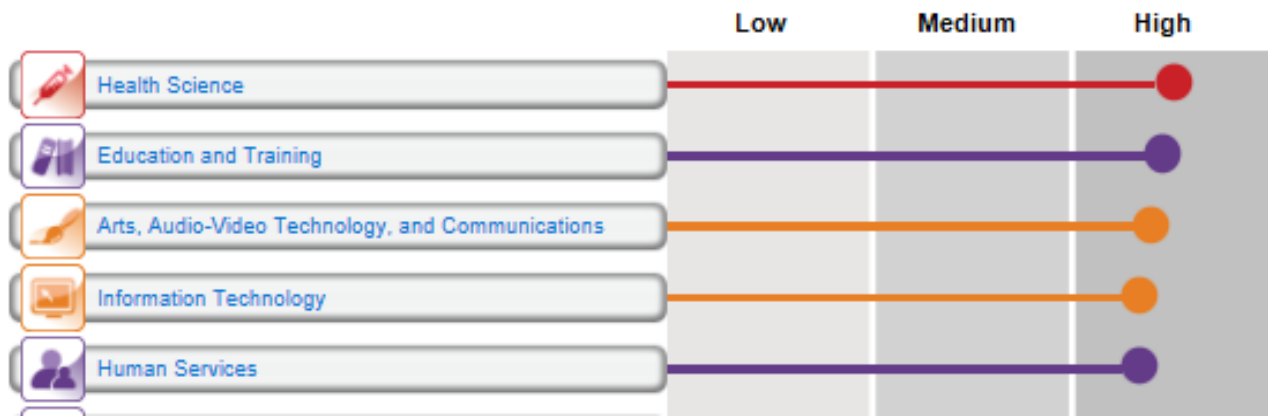 Low Medium High
Health Science
Education and Training
Arts, Audio-Video Technology, and Communications
Information Technology
Human Services